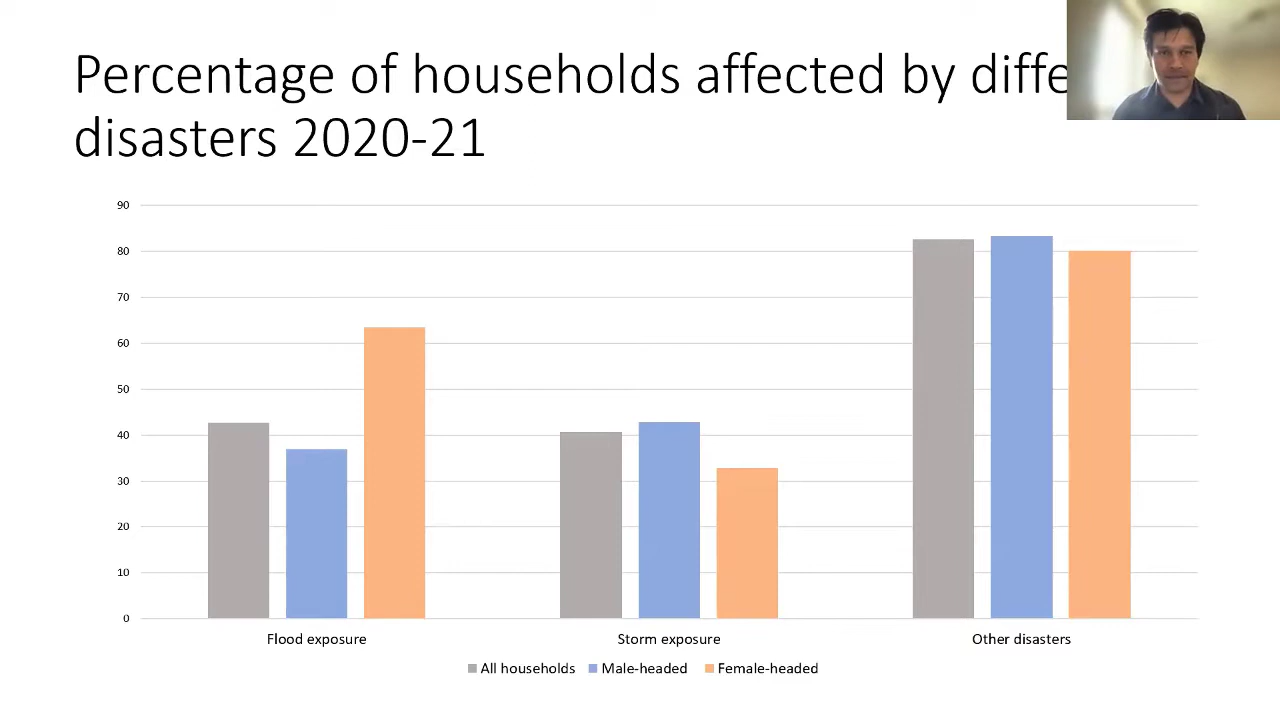 Percentage of households affected by diffe
disasters 2020-21
90
80
70
60
50
40
30
20
10
0
Flood exposure Storm exposure Other disasters
All households Male-headed Female-headed